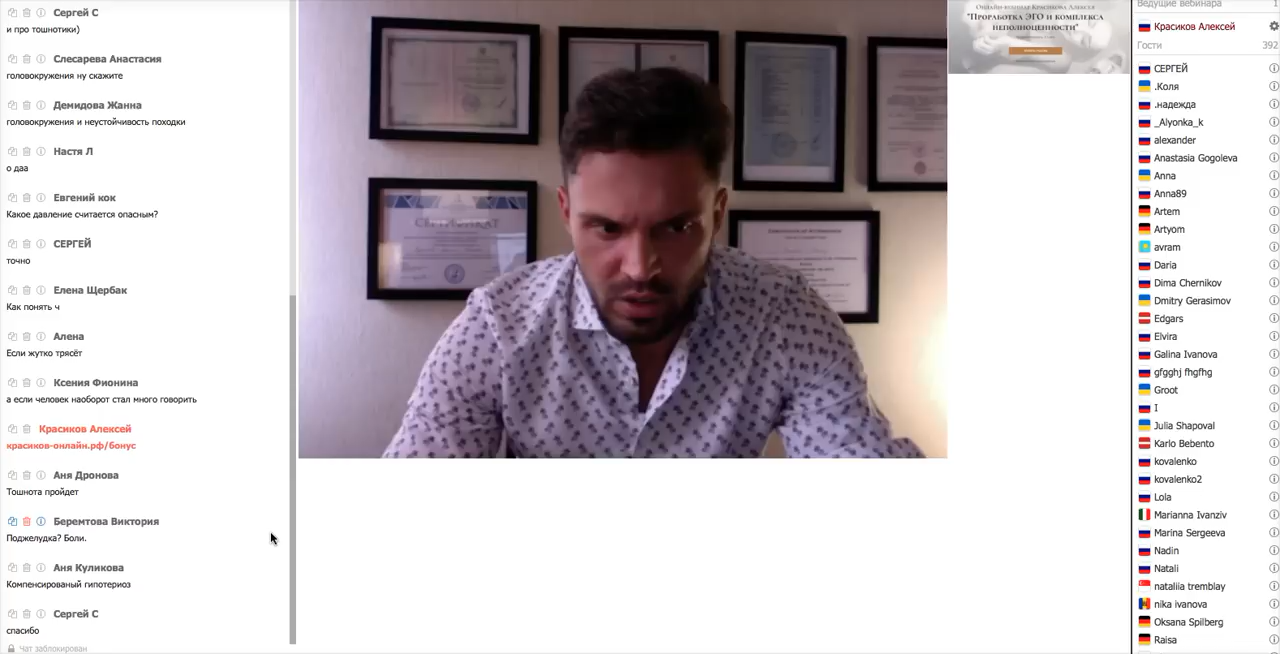 Сергей С
и про тошнотики)
Слесарева Анастасия
головокружения ну скажите
Демидова Жанна
головокружения и неустойчивость походки
Настя Л
о даа
Евгений кок
Какое давление считается опасным?
СЕРГЕЙ
точно
Елена Щербак
Как понять ч
Алена
Если жутко трясёт
Ксения Фионина
а если человек наоборот стал много говорить
Красиков Алексей
красиков-онлайн.рф/бонус
Аня Дронова
Тошнота пройдет
Беремтова Виктория
Поджелудка? Боли.
Аня Куликова
Компенсированый гипотериоз
Сергей С
спасибо
Чат заблокирован
СЕРТИФИКАТ
Онлайн-вебинар Красикова Алексея
"Проработка ЭГО и комплекса
неполноценности"
Ведущие вебинара 1
Красиков Алексей
Гости 392
СЕРГЕЙ
.Коля
.надежда
_Alyonka_k
alexander
Anastasia Gogoleva
Anna
Anna89
Artem
Artyom
avram
Daria
Dima Chernikov
Dmitry Gerasimov
Edgars
Elvira
Galina Ivanova
gfgghj fhgfhg
Groot
I
Julia Shapoval
Karlo Bebento
kovalenko
kovalenko2
Lola
Marianna Ivanziv
Marina Sergeeva
Nadin
Natali
nataliia tremblay
nika ivanova
Oksana Spilberg
Raisa